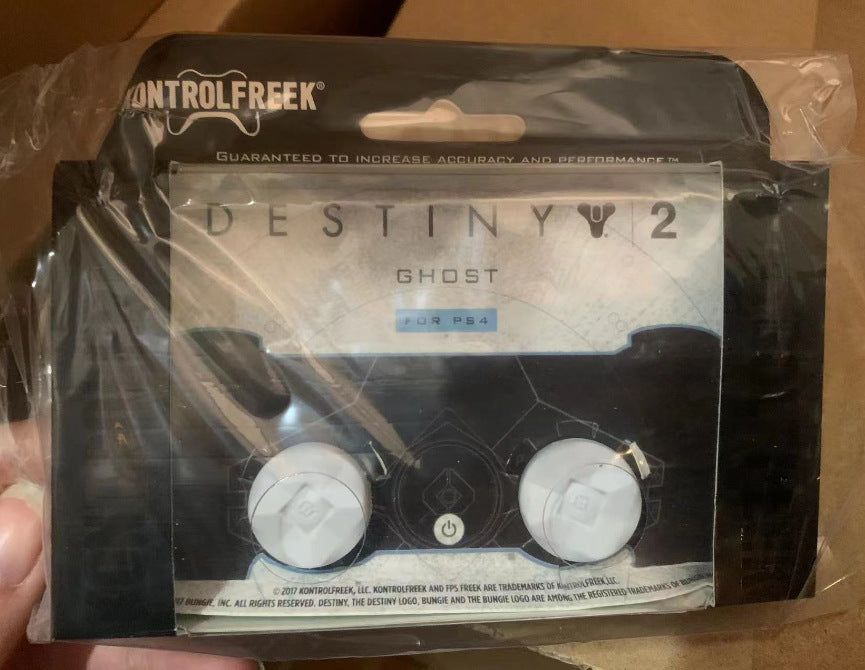 KONTROLFREEK®
GUARANTEED TO INCREASE ACCURACY AND PERFORMANCE™
DESTINY 2
GHOST
FOR PS4
© 2017 KONTROLFREEK, LLC. KONTROLFREEK AND FPS FREEK ARE TRADEMARKS OF KONTROLFREEK, LLC.
BUNGIE, INC. ALL RIGHTS RESERVED. DESTINY, THE DESTINY LOGO, BUNGIE AND THE BUNGIE LOGO ARE AMONG THE REGISTERED TRADEMARKS OF